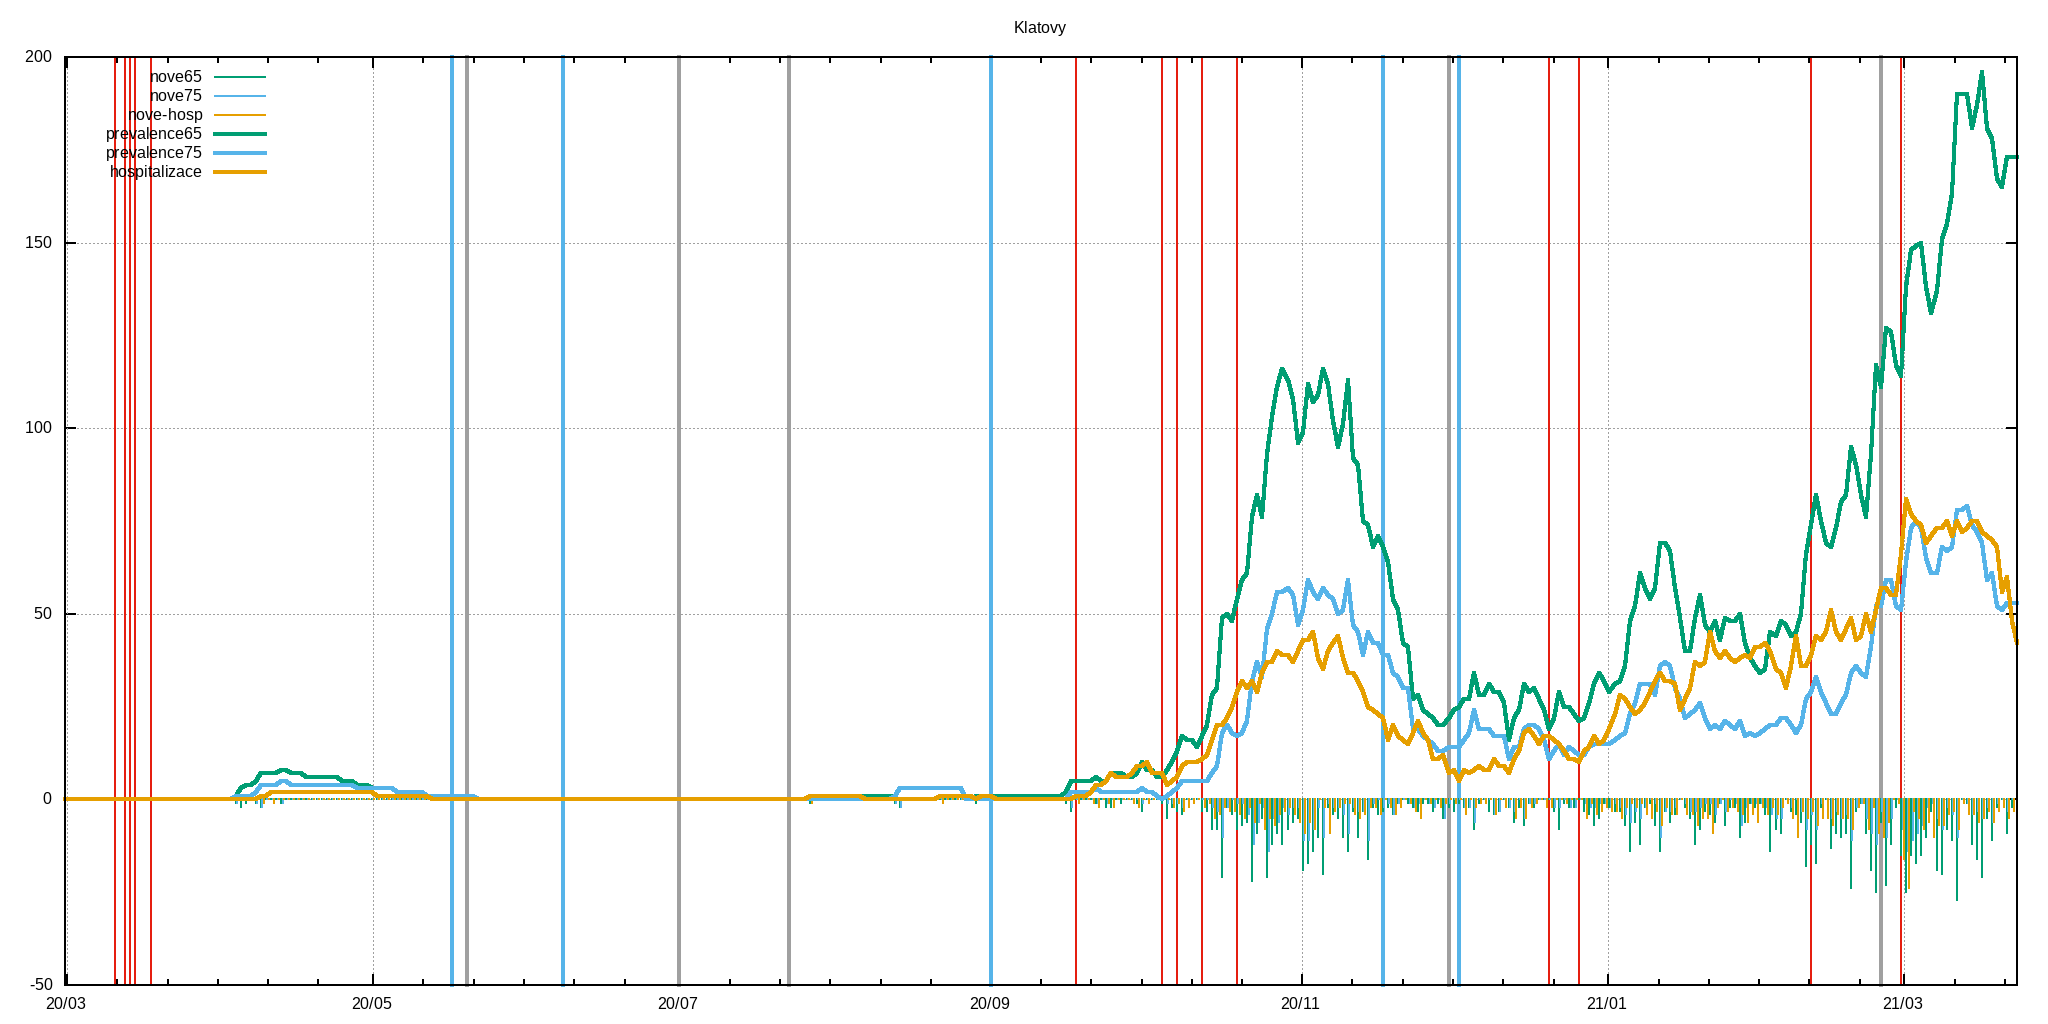 Klatovy
200
150
100
50
0
-50
nove65
nove75
nove-hosp
prevalence65
prevalence75
hospitalizace
20/03 20/05 20/07 20/09 20/11 21/01 21/03